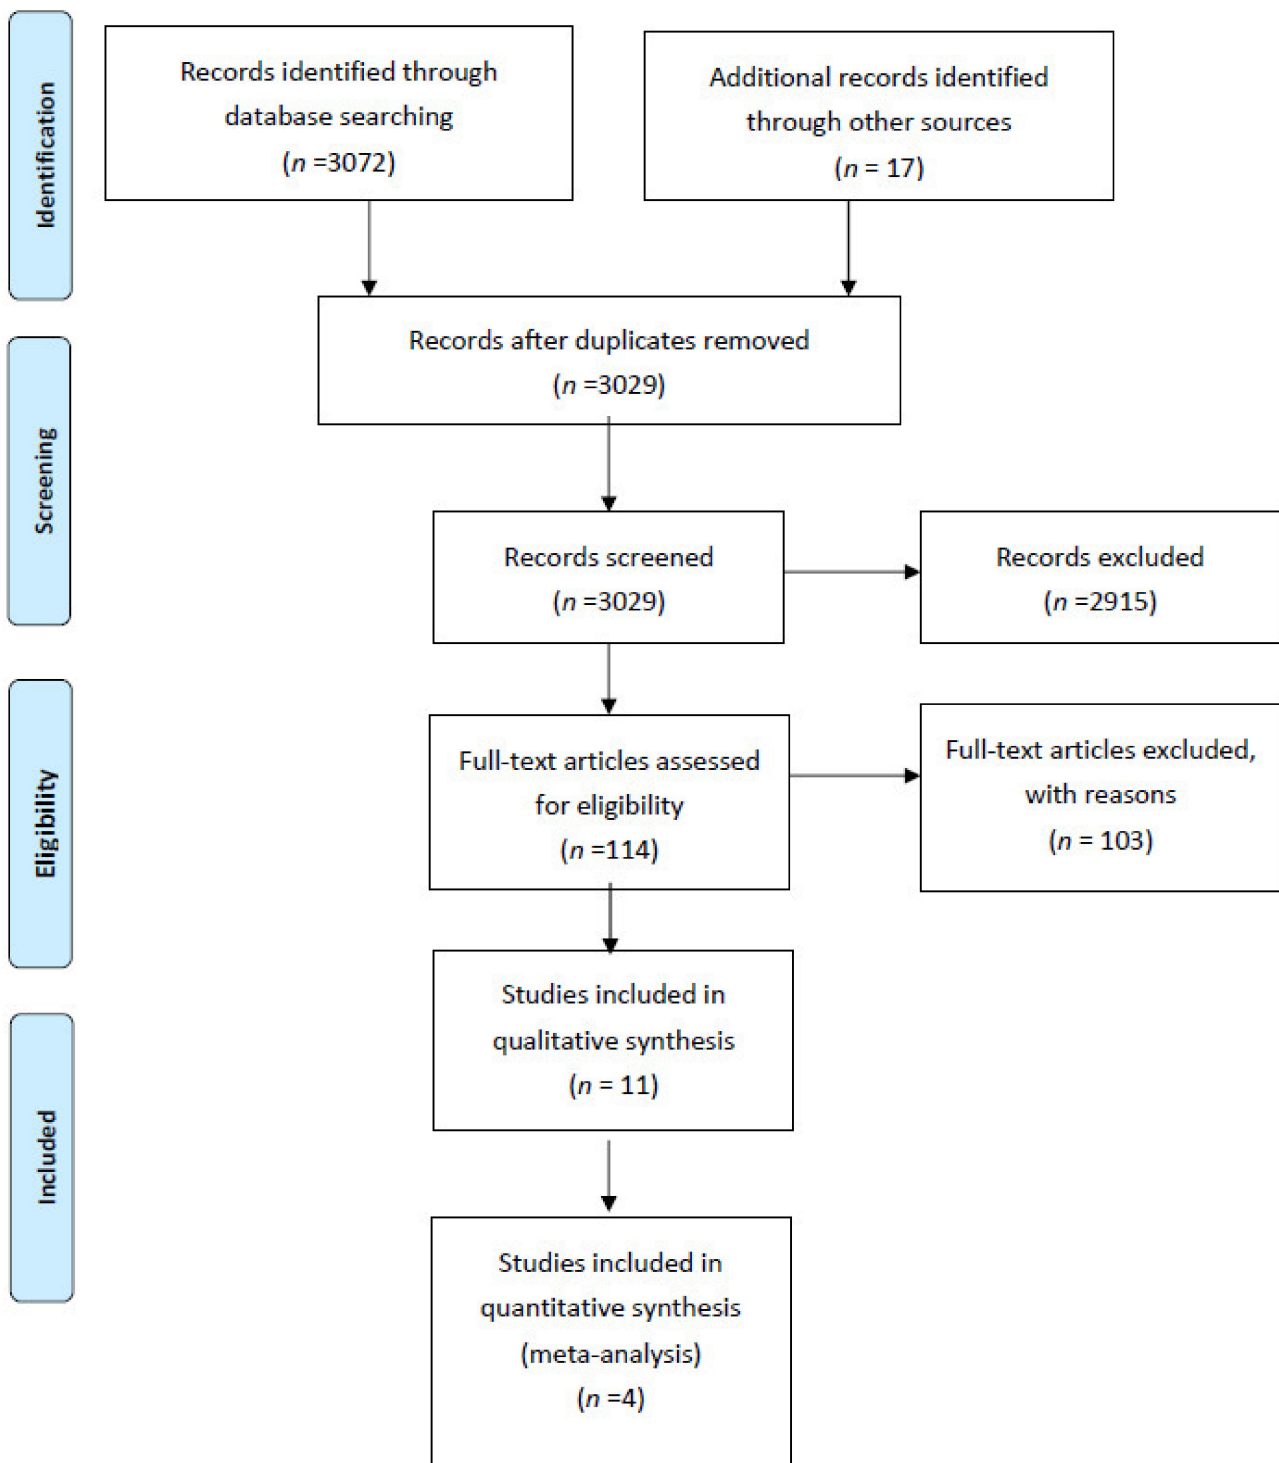 Identification
Records identified through
database searching
(n =3072)
Additional records identified
through other sources
(n = 17)
Records after duplicates removed
(n =3029)
Screening
Records screened
(n =3029)
Records excluded
(n =2915)
Eligibility
Full-text articles assessed
for eligibility
(n =114)
Full-text articles excluded,
with reasons
(n = 103)
Studies included in
qualitative synthesis
(n = 11)
Included
Studies included in
quantitative synthesis
(meta-analysis)
(n =4)